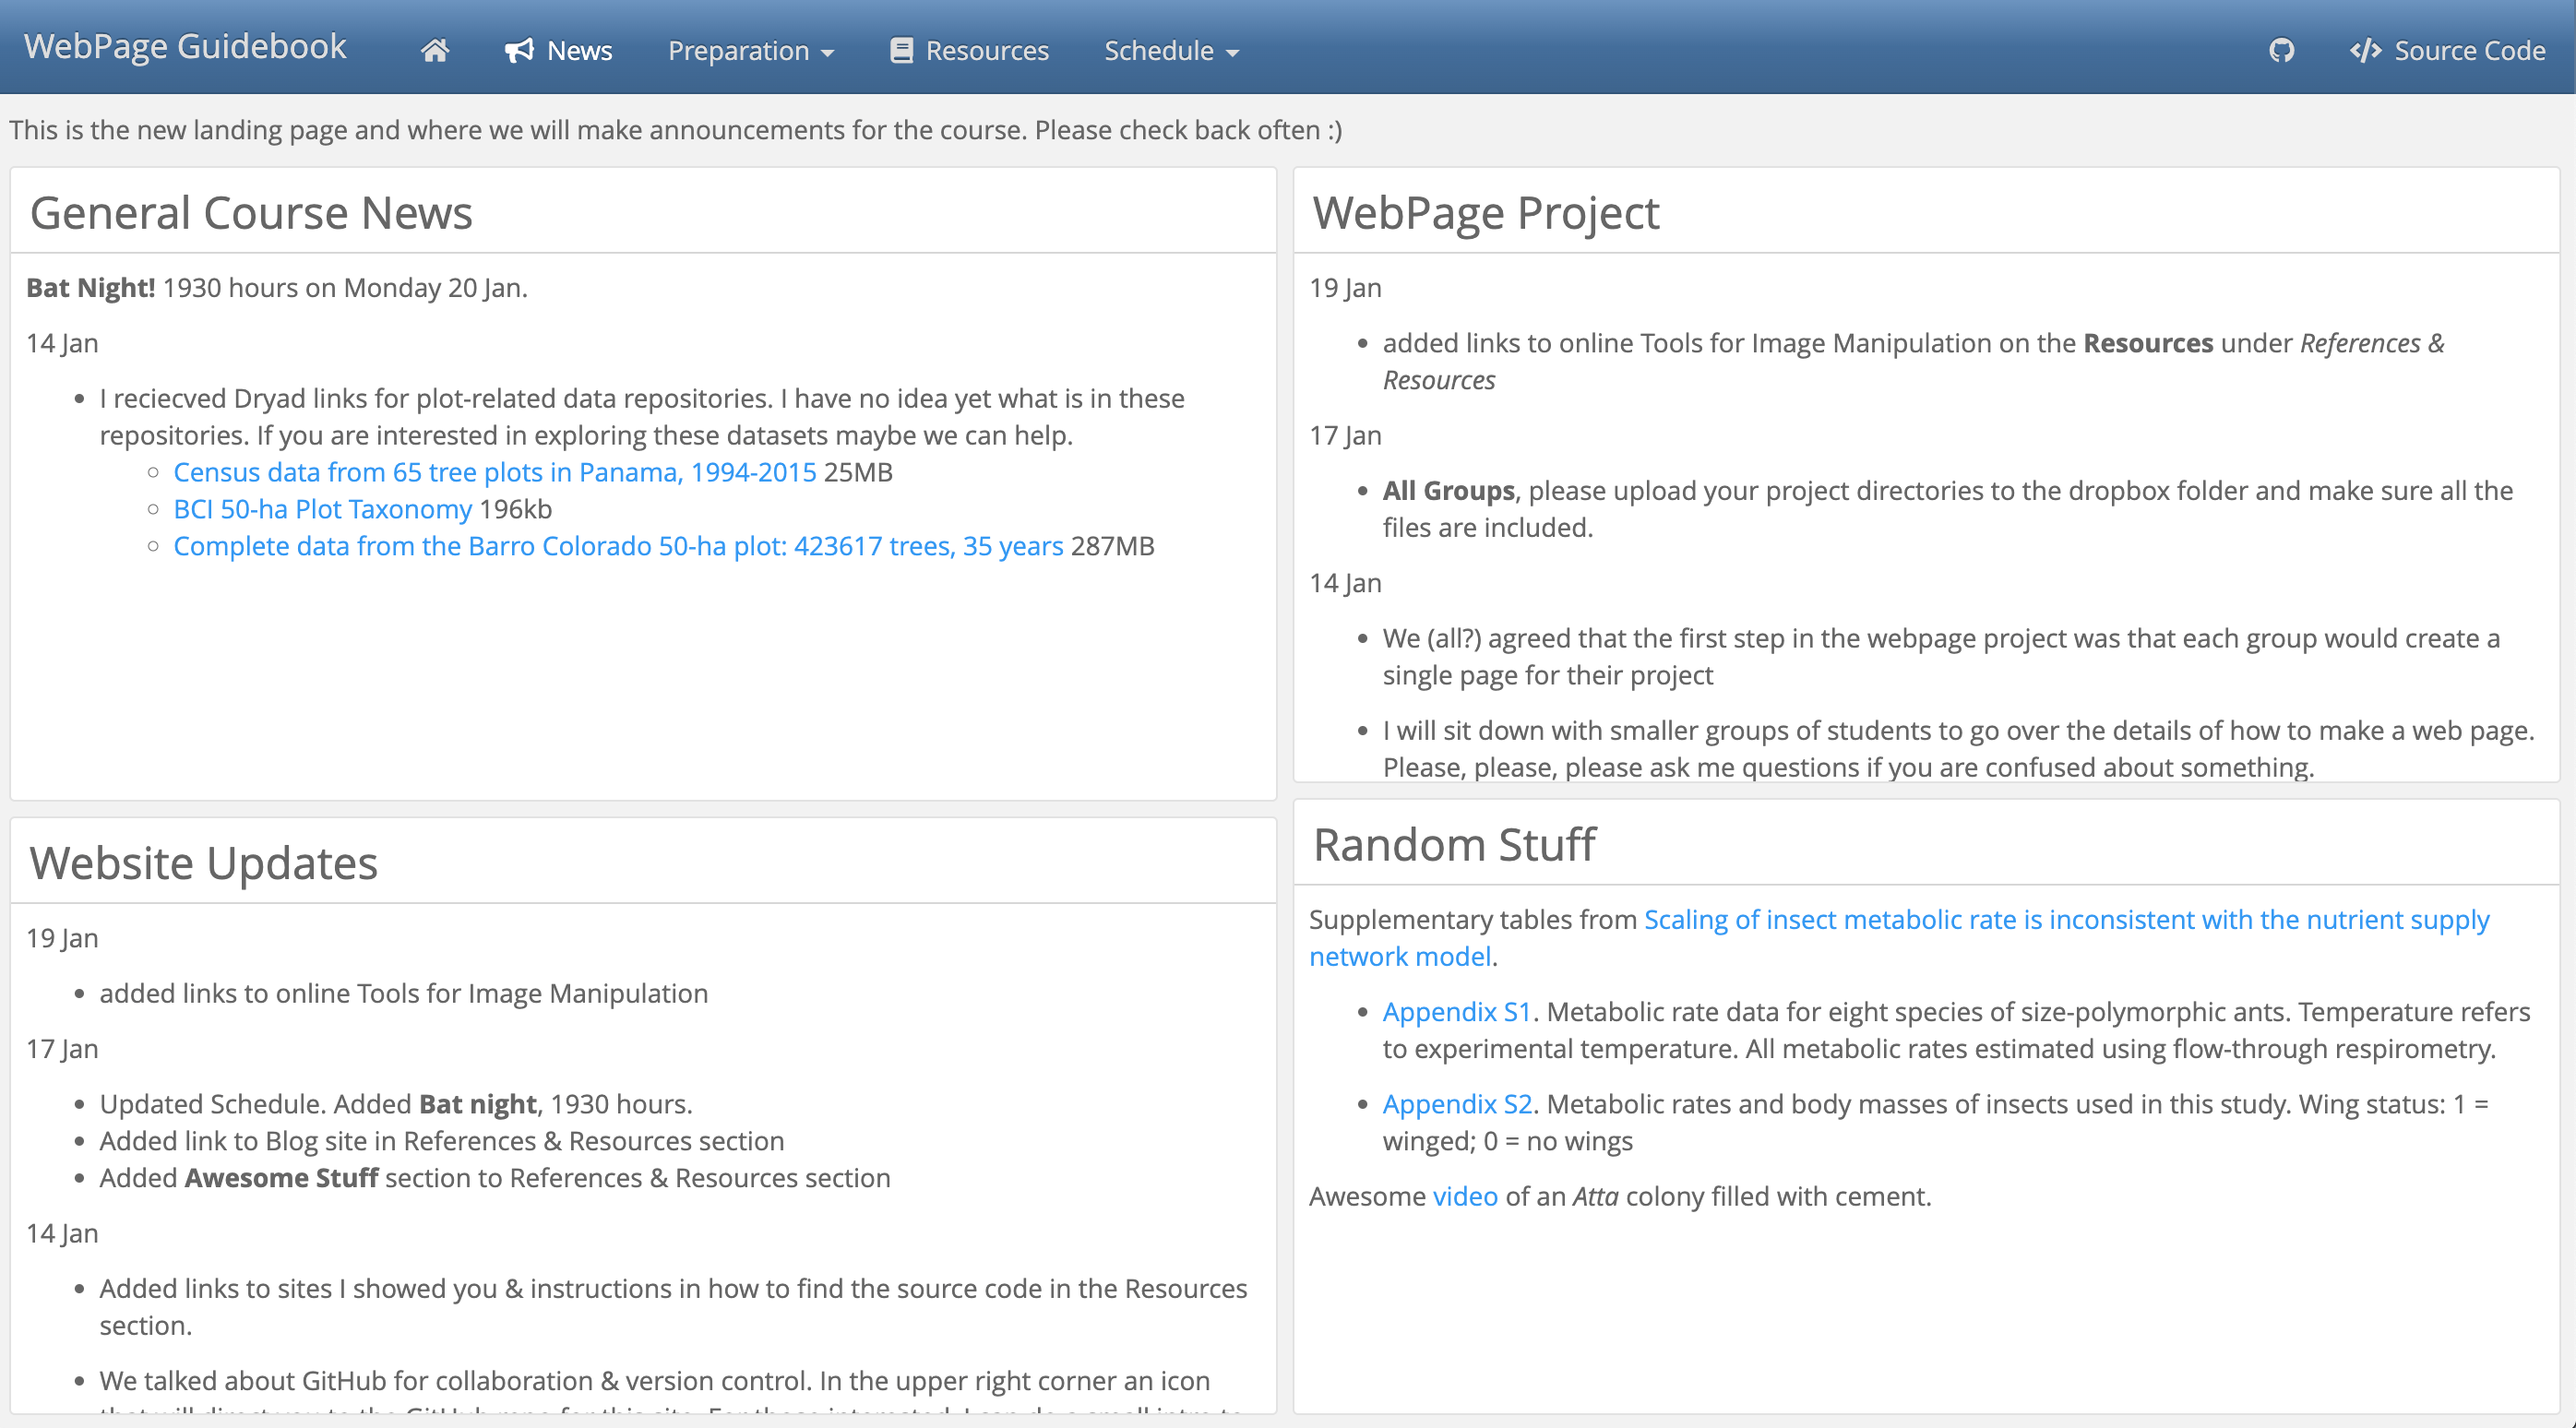 WebPage Guidebook
News
Preparation
Resources
Schedule
Source Code
This is the new landing page and where we will make announcements for the course. Please check back often :)
General Course News
Bat Night! 1930 hours on Monday 20 Jan.
14 Jan
I reciecved Dryad links for plot-related data repositories. I have no idea yet what is in these
repositories. If you are interested in exploring these datasets maybe we can help.
Census data from 65 tree plots in Panama, 1994-2015 25MB
BCI 50-ha Plot Taxonomy 196kb
Complete data from the Barro Colorado 50-ha plot: 423617 trees, 35 years 287MB
Website Updates
19 Jan
added links to online Tools for Image Manipulation
17 Jan
Updated Schedule. Added Bat night, 1930 hours.
Added link to Blog site in References & Resources section
Added Awesome Stuff section to References & Resources section
14 Jan
Added links to sites I showed you & instructions in how to find the source code in the Resources
section.
We talked about GitHub for collaboration & version control. In the upper right corner an icon
WebPage Project
19 Jan
added links to online Tools for Image Manipulation on the Resources under References &
Resources
17 Jan
All Groups, please upload your project directories to the dropbox folder and make sure all the
files are included.
14 Jan
We (all?) agreed that the first step in the webpage project was that each group would create a
single page for their project
I will sit down with smaller groups of students to go over the details of how to make a web page.
Please, please, please ask me questions if you are confused about something.
Random Stuff
Supplementary tables from Scaling of insect metabolic rate is inconsistent with the nutrient supply
network model.
Appendix S1. Metabolic rate data for eight species of size-polymorphic ants. Temperature refers
to experimental temperature. All metabolic rates estimated using flow-through respirometry.
Appendix S2. Metabolic rates and body masses of insects used in this study. Wing status: 1 =
winged; 0 = no wings
Awesome video of an Atta colony filled with cement.